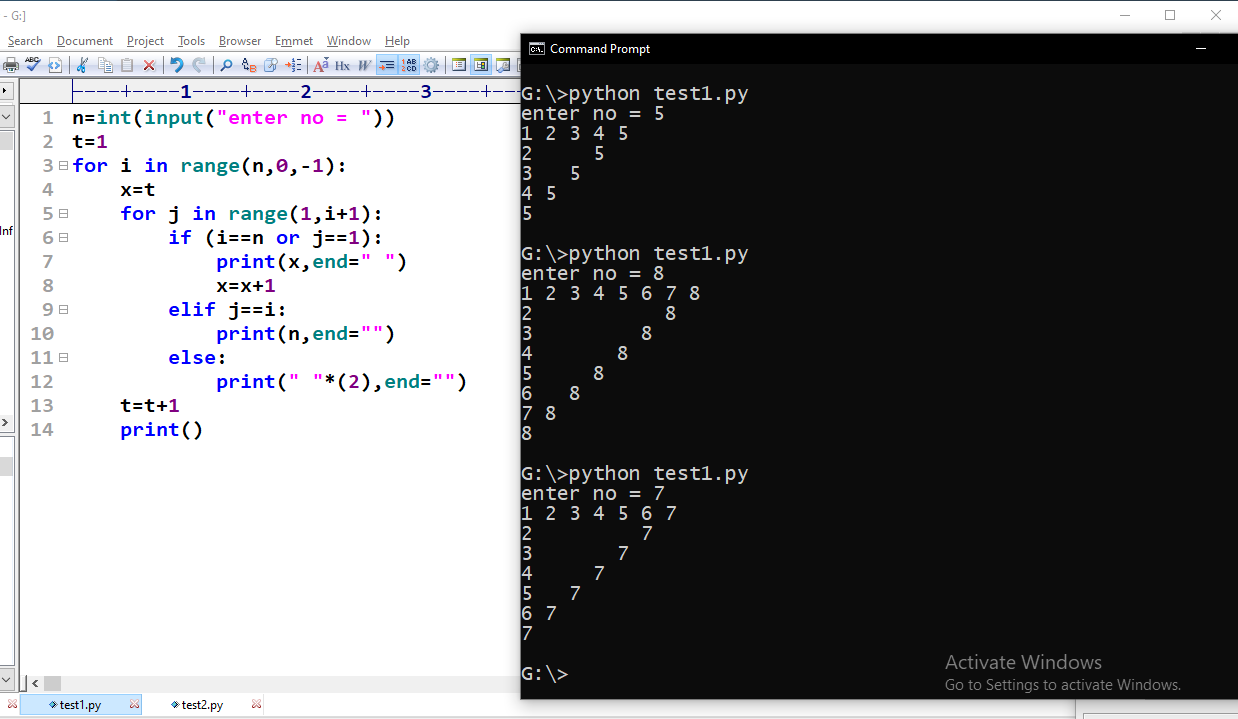 - G:]
Search Document Project Tools Browser Emmet Window Help
Command Prompt
----+----1----+----2----+----3----+--
1 n=int(input("enter no = "))
2 t=1
3 for i in range(n,0,-1):
4     x=t
5     for j in range(1,i+1):
6         if (i==n or j==1):
7             print(x,end=" ")
8             x=x+1
9         elif j==i:
10             print(n,end="")
11         else:
12             print(" "*(2),end="")
13     t=t+1
14     print()
Inf
test1.py test2.py
G:\>python test1.py
enter no = 5
1 2 3 4 5
2     5
3   5
4 5
5
G:\>python test1.py
enter no = 8
1 2 3 4 5 6 7 8
2           8
3         8
4       8
5     8
6   8
7 8
8
G:\>python test1.py
enter no = 7
1 2 3 4 5 6 7
2         7
3       7
4     7
5   7
6 7
7
G:\>
Activate Windows
Go to Settings to activate Windows.